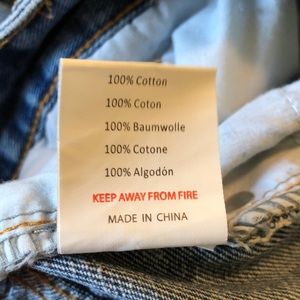 100% Cotton
100% Coton
100% Baumwolle
100% Cotone
100% Algodón
KEEP AWAY FROM FIRE
MADE IN CHINA